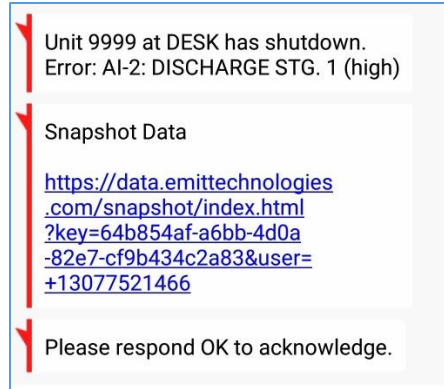 Unit 9999 at DESK has shutdown.
Error: AI-2: DISCHARGE STG. 1 (high)
Snapshot Data
https://data.emittechnologies
.com/snapshot/index.html
?key=64b854af-a6bb-4d0a
-82e7-cf9b434c2a83&user=
+13077521466
Please respond OK to acknowledge.